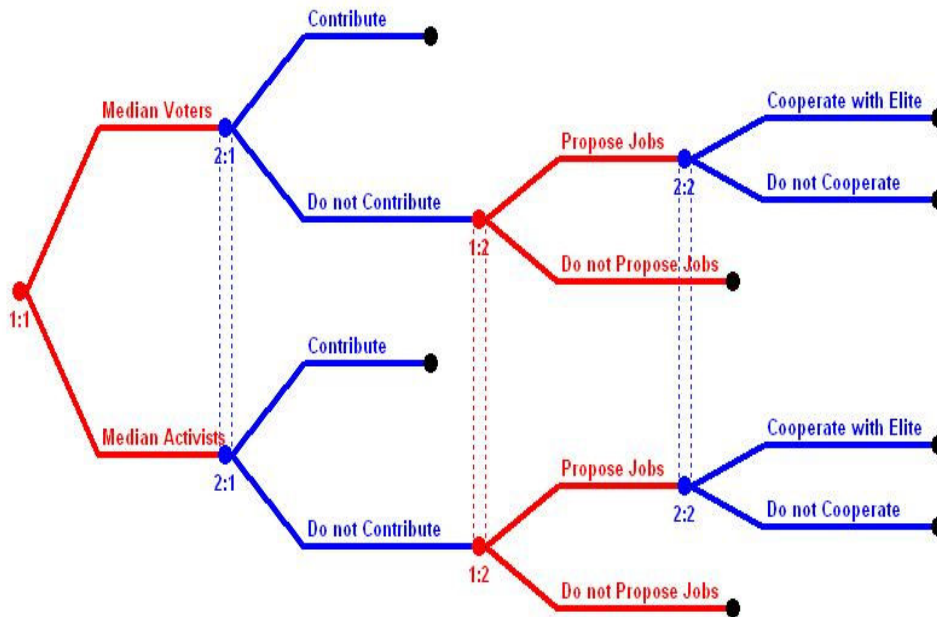 Contribute
Median Voters
2:1
Do not Contribute
1:2
Propose Jobs
2:2
Cooperate with Elite
Do not Cooperate
Do not Propose Jobs
1:1
Contribute
Median Activists
2:1
Do not Contribute
1:2
Propose Jobs
2:2
Cooperate with Elite
Do not Cooperate
Do not Propose Jobs